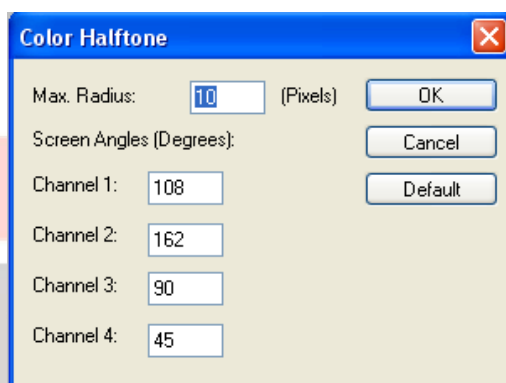 Color Halftone
Max. Radius: 10 (Pixels) OK
Screen Angles (Degrees): Cancel
Channel 1: 108 Default
Channel 2: 162
Channel 3: 90
Channel 4: 45